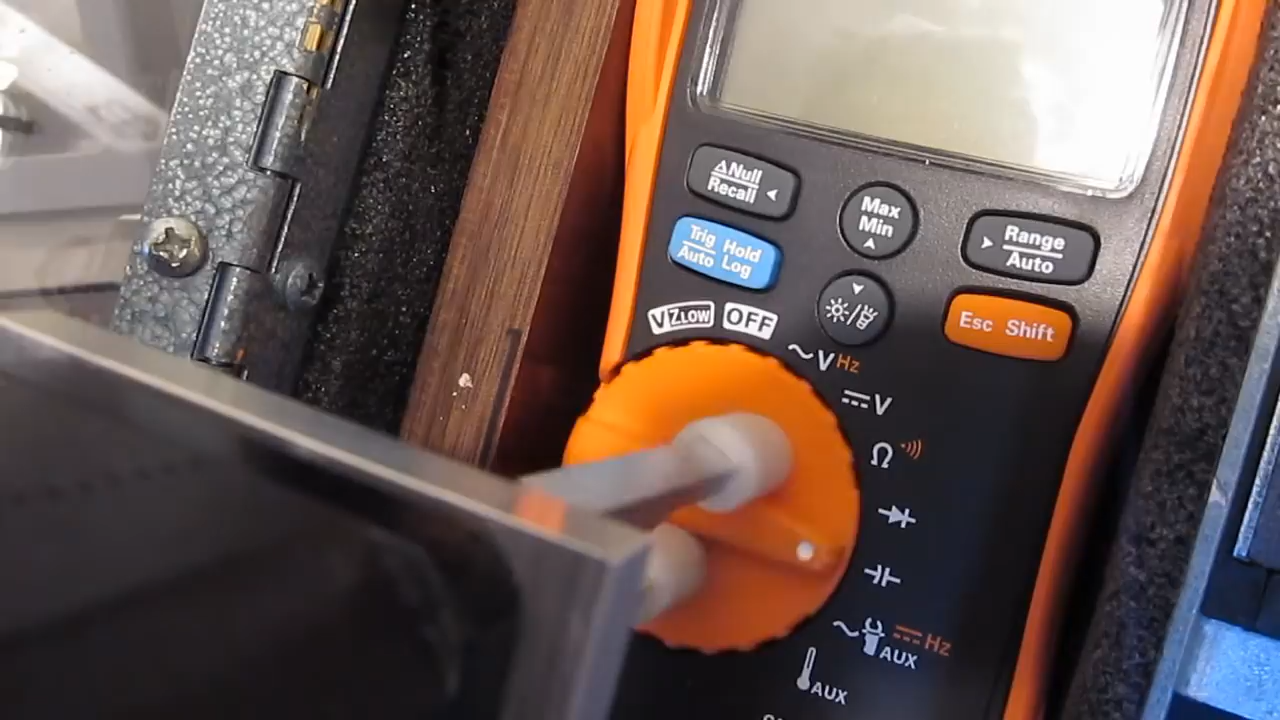 ΔNull
Recall
Max
Min
Range
Auto
Trig Hold
Auto Log
Esc Shift
VZLOW
OFF
~V Hz
V
Ω
~ Hz
AUX
AUX